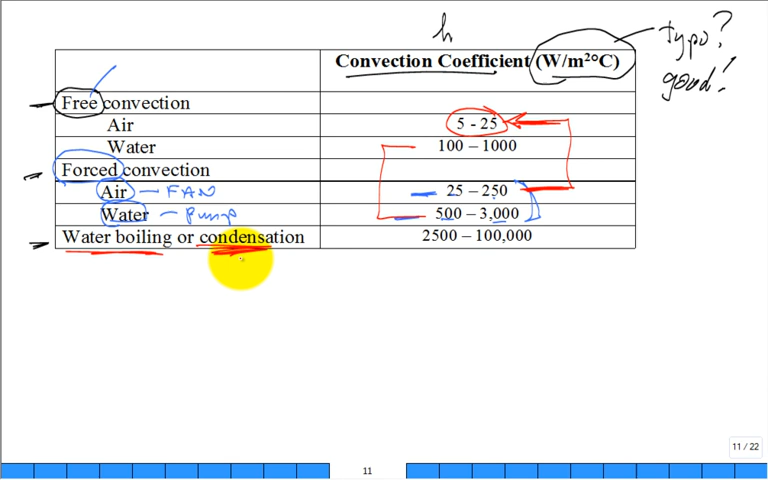 h
typo?
good!
Convection Coefficient (W/m²°C)
Free convection
Air
5 - 25
Water
100 – 1000
Forced convection
Air – FAN
25 – 250
Water – Pump
500 – 3,000
Water boiling or condensation
2500 – 100,000
11 / 22
11